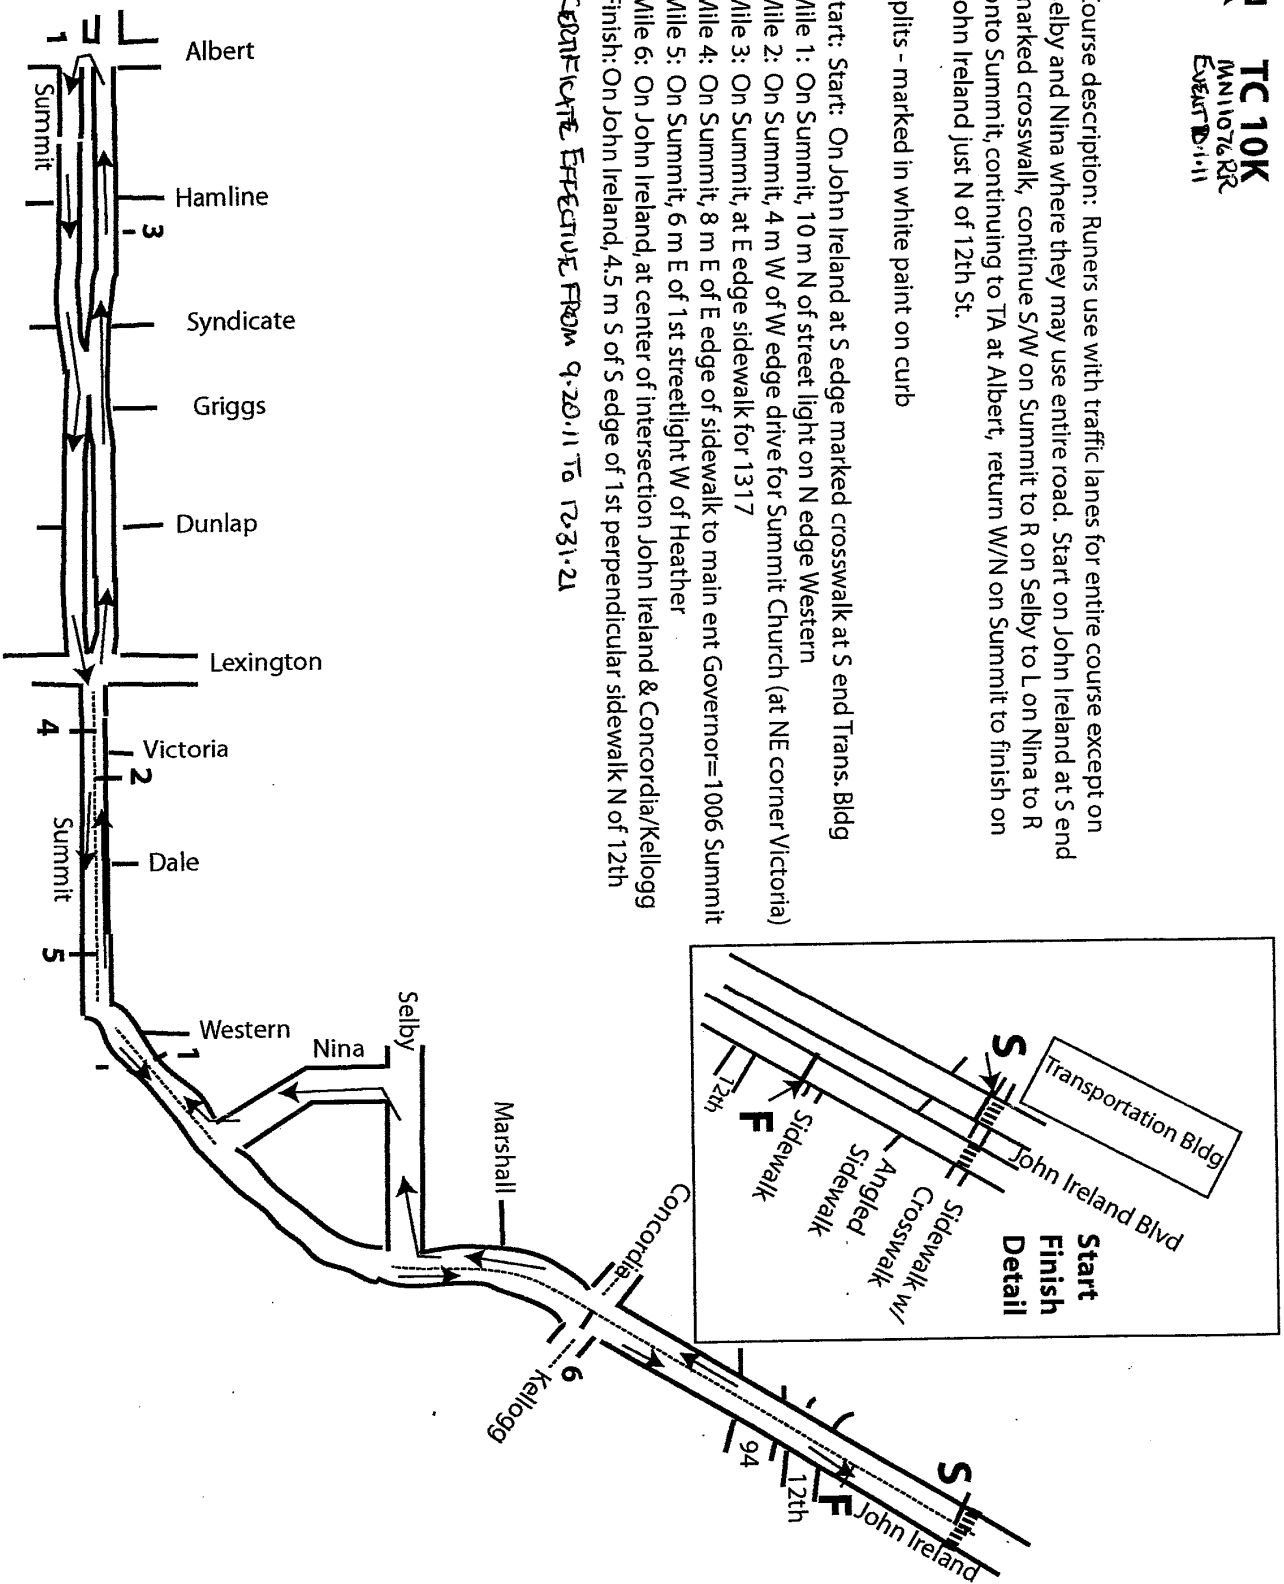 TC 10K
MN11076RR
EVENT ID:1·11
ourse description: Runers use with traffic lanes for entire course except on
elby and Nina where they may use entire road. Start on John Ireland at S end
marked crosswalk, continue S/W on Summit to R on Selby to L on Nina to R
onto Summit, continuing to TA at Albert, return W/N on Summit to finish on
John Ireland just N of 12th St.
plits - marked in white paint on curb
tart: Start: On John Ireland at S edge marked crosswalk at S end Trans. Bldg
Mile 1: On Summit, 10 m N of street light on N edge Western
Mile 2: On Summit, 4 m W of W edge drive for Summit Church (at NE corner Victoria)
Mile 3: On Summit, at E edge sidewalk for 1317
Mile 4: On Summit, 8 m E of E edge of sidewalk to main ent Governor=1006 Summit
Mile 5: On Summit, 6 m E of 1st streetlight W of Heather
Mile 6: On John Ireland, at center of intersection John Ireland & Concordia/Kellogg
Finish: On John Ireland, 4.5 m S of S edge of 1st perpendicular sidewalk N of 12th
CERTIFICATE EFFECTIVE FROM 9·20·11 TO 12·31·21
Transportation Bldg
John Ireland Blvd
Start
Finish
Detail
S
Sidewalk w/
Crosswalk
Angled
Sidewalk
Sidewalk
F
12th
Albert
Summit
Hamline
3
Syndicate
Griggs
Dunlap
Lexington
4
Victoria
2
Summit
Dale
5
Western
1
Nina
Selby
Marshall
Concordia
Kellogg
6
94
12th
F
S
John Ireland